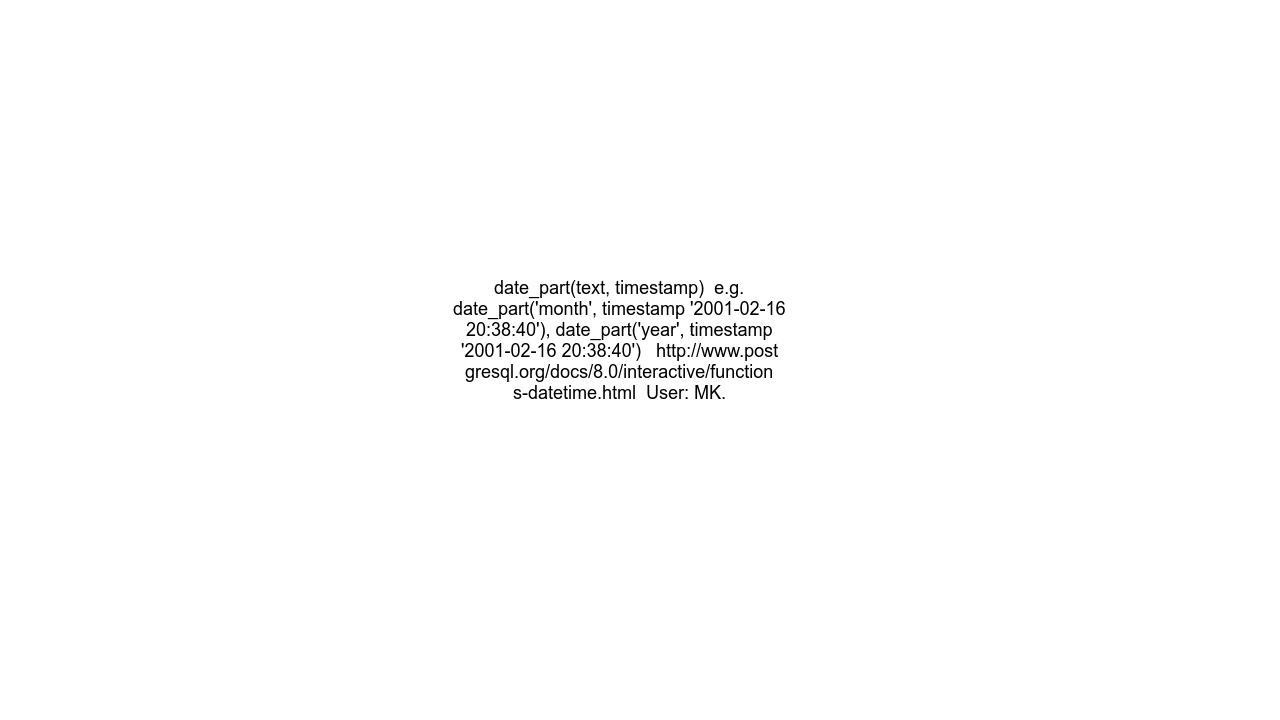 date_part(text, timestamp)  e.g.
date_part('month', timestamp '2001-02-16
20:38:40'), date_part('year', timestamp
'2001-02-16 20:38:40')   http://www.post
gresql.org/docs/8.0/interactive/function
s-datetime.html  User: MK.